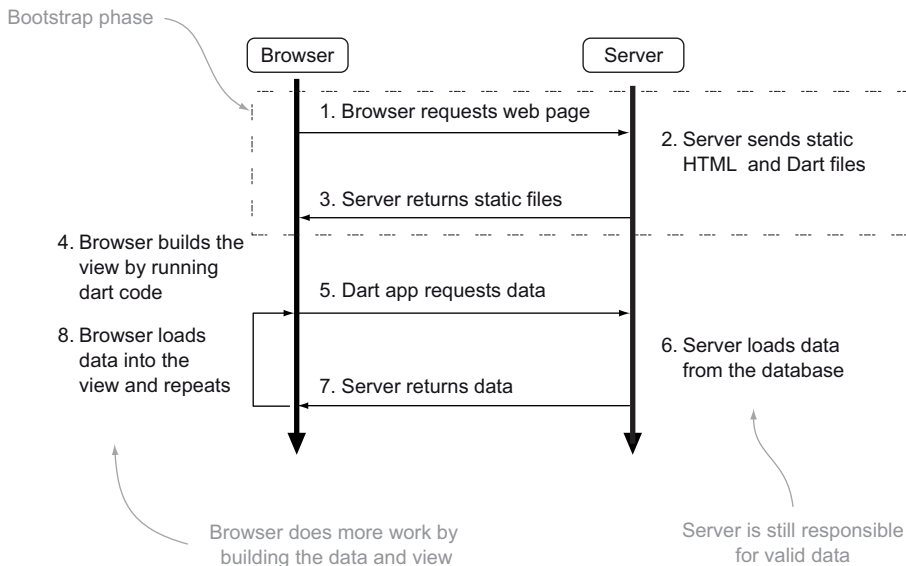 Bootstrap phase
Browser
Server
1. Browser requests web page
2. Server sends static
HTML and Dart files
3. Server returns static files
4. Browser builds the
view by running
dart code
5. Dart app requests data
6. Server loads data
from the database
7. Server returns data
8. Browser loads
data into the
view and repeats
Browser does more work by
building the data and view
Server is still responsible
for valid data